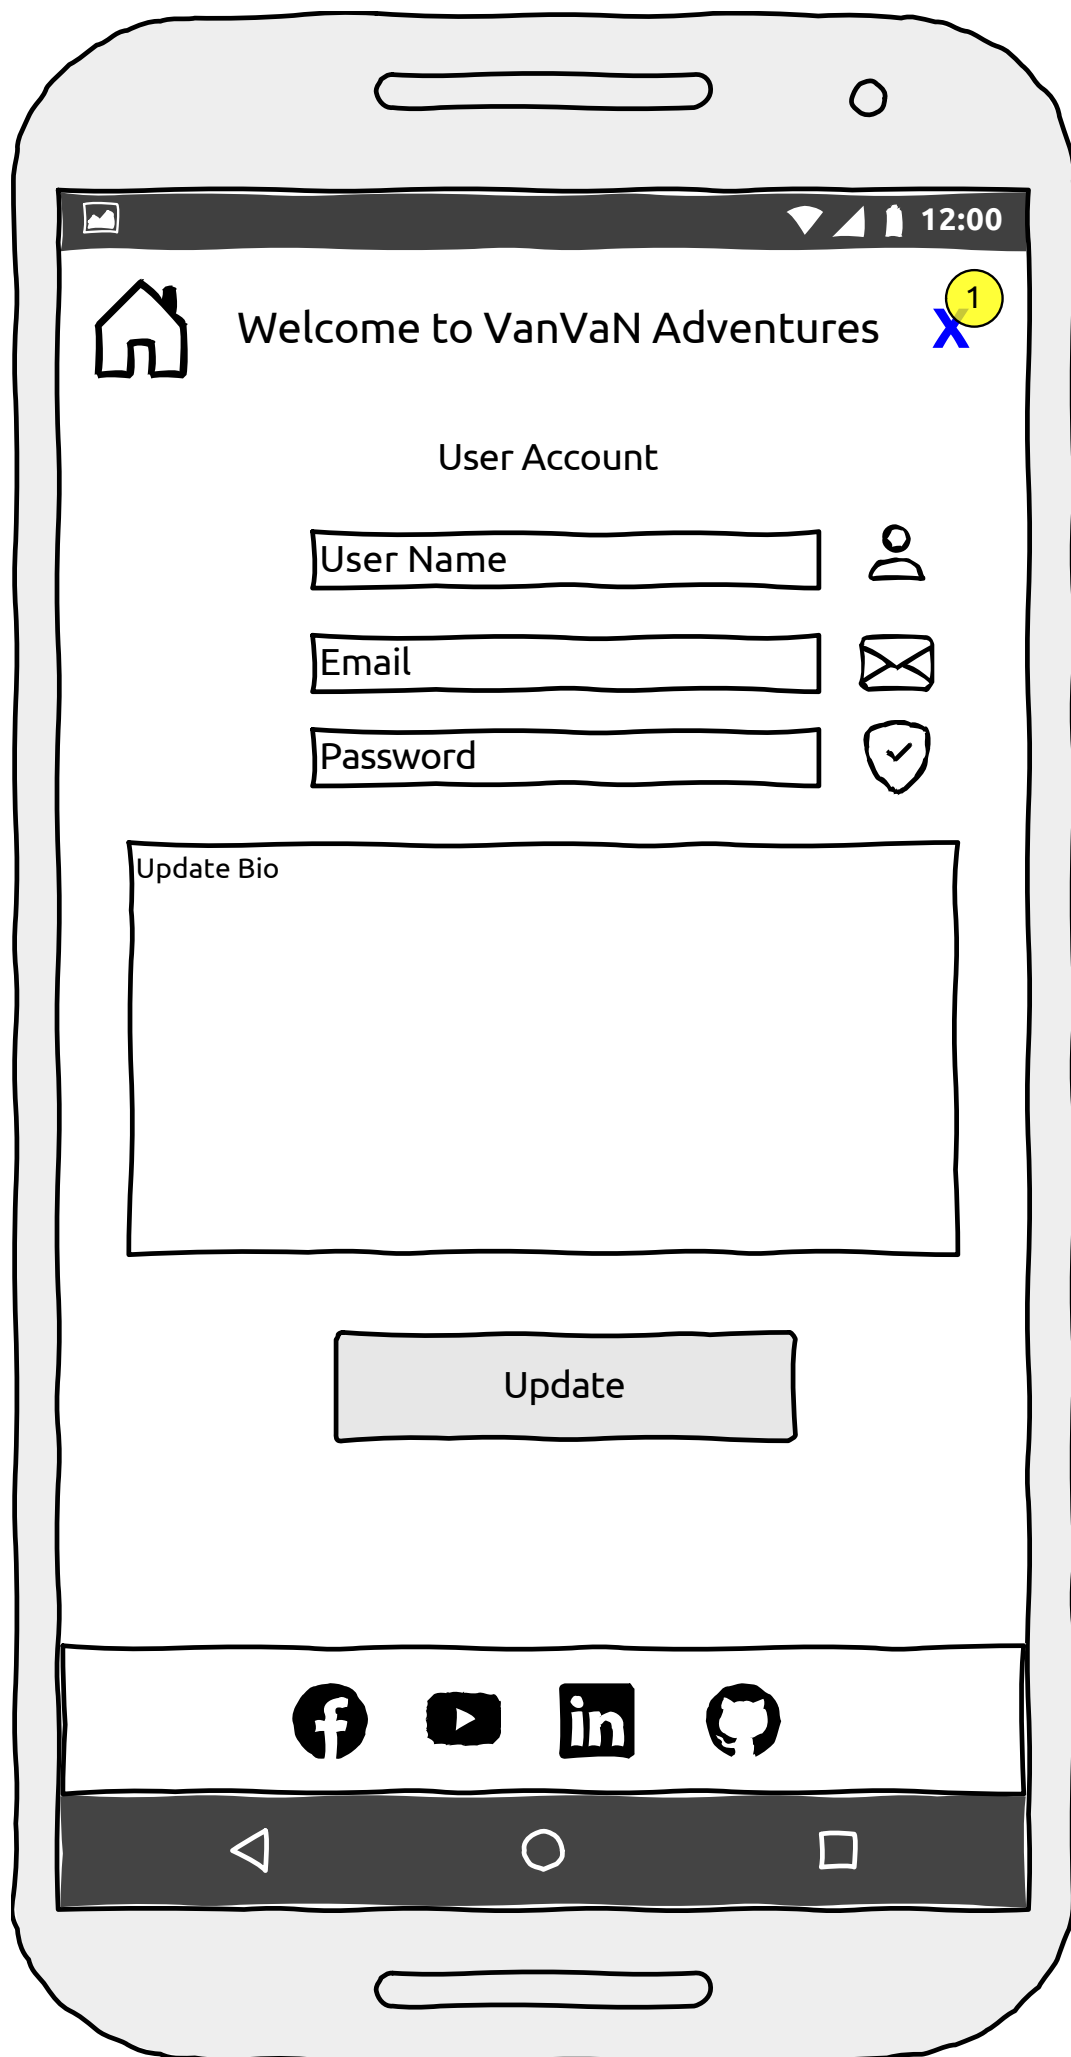 12:00
Welcome to VanVaN Adventures
X
1
User Account
User Name
Email
Password
Update Bio
Update
in